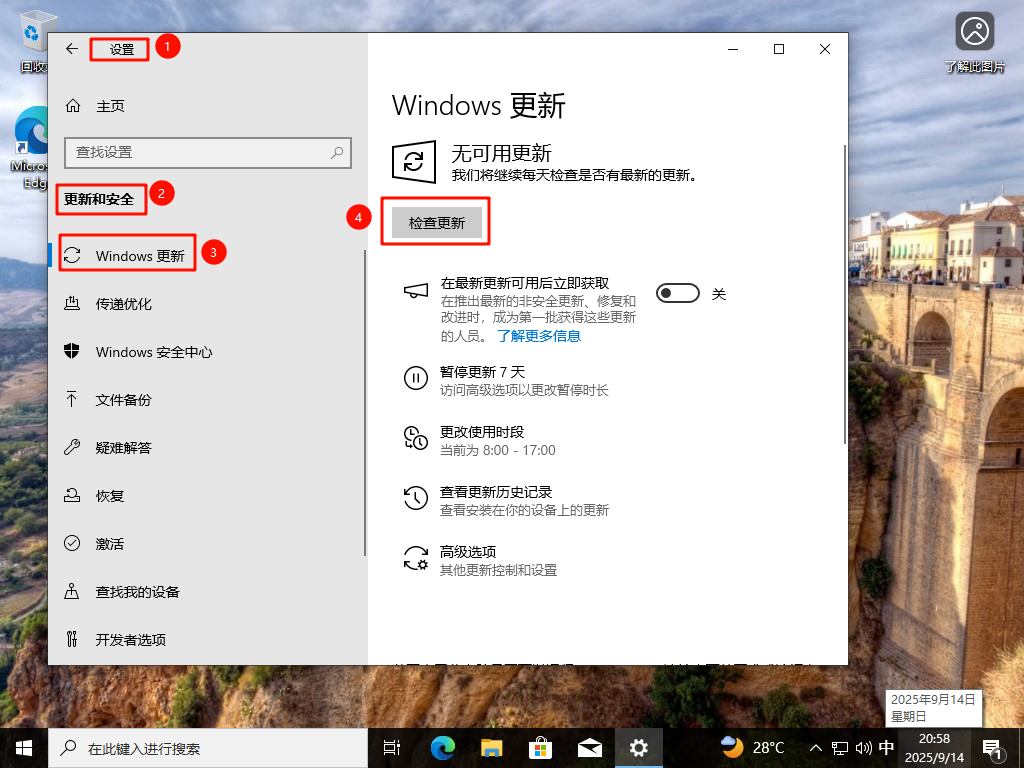 回收
Micros
Edg
了解此图片
设置
1
主页
查找设置
更新和安全
2
Windows 更新
3
传递优化
Windows 安全中心
文件备份
疑难解答
恢复
激活
查找我的设备
开发者选项
Windows 更新
无可用更新
我们将继续每天检查是否有最新的更新。
4
检查更新
在最新更新可用后立即获取
关
在推出最新的非安全更新、修复和
改进时，成为第一批获得这些更新
的人员。 了解更多信息
暂停更新 7 天
访问高级选项以更改暂停时长
更改使用时段
当前为 8:00 - 17:00
查看更新历史记录
查看安装在你的设备上的更新
高级选项
其他更新控制和设置
2025年9月14日
星期日
在此键入进行搜索
28°C
中
20:58
2025/9/14
1